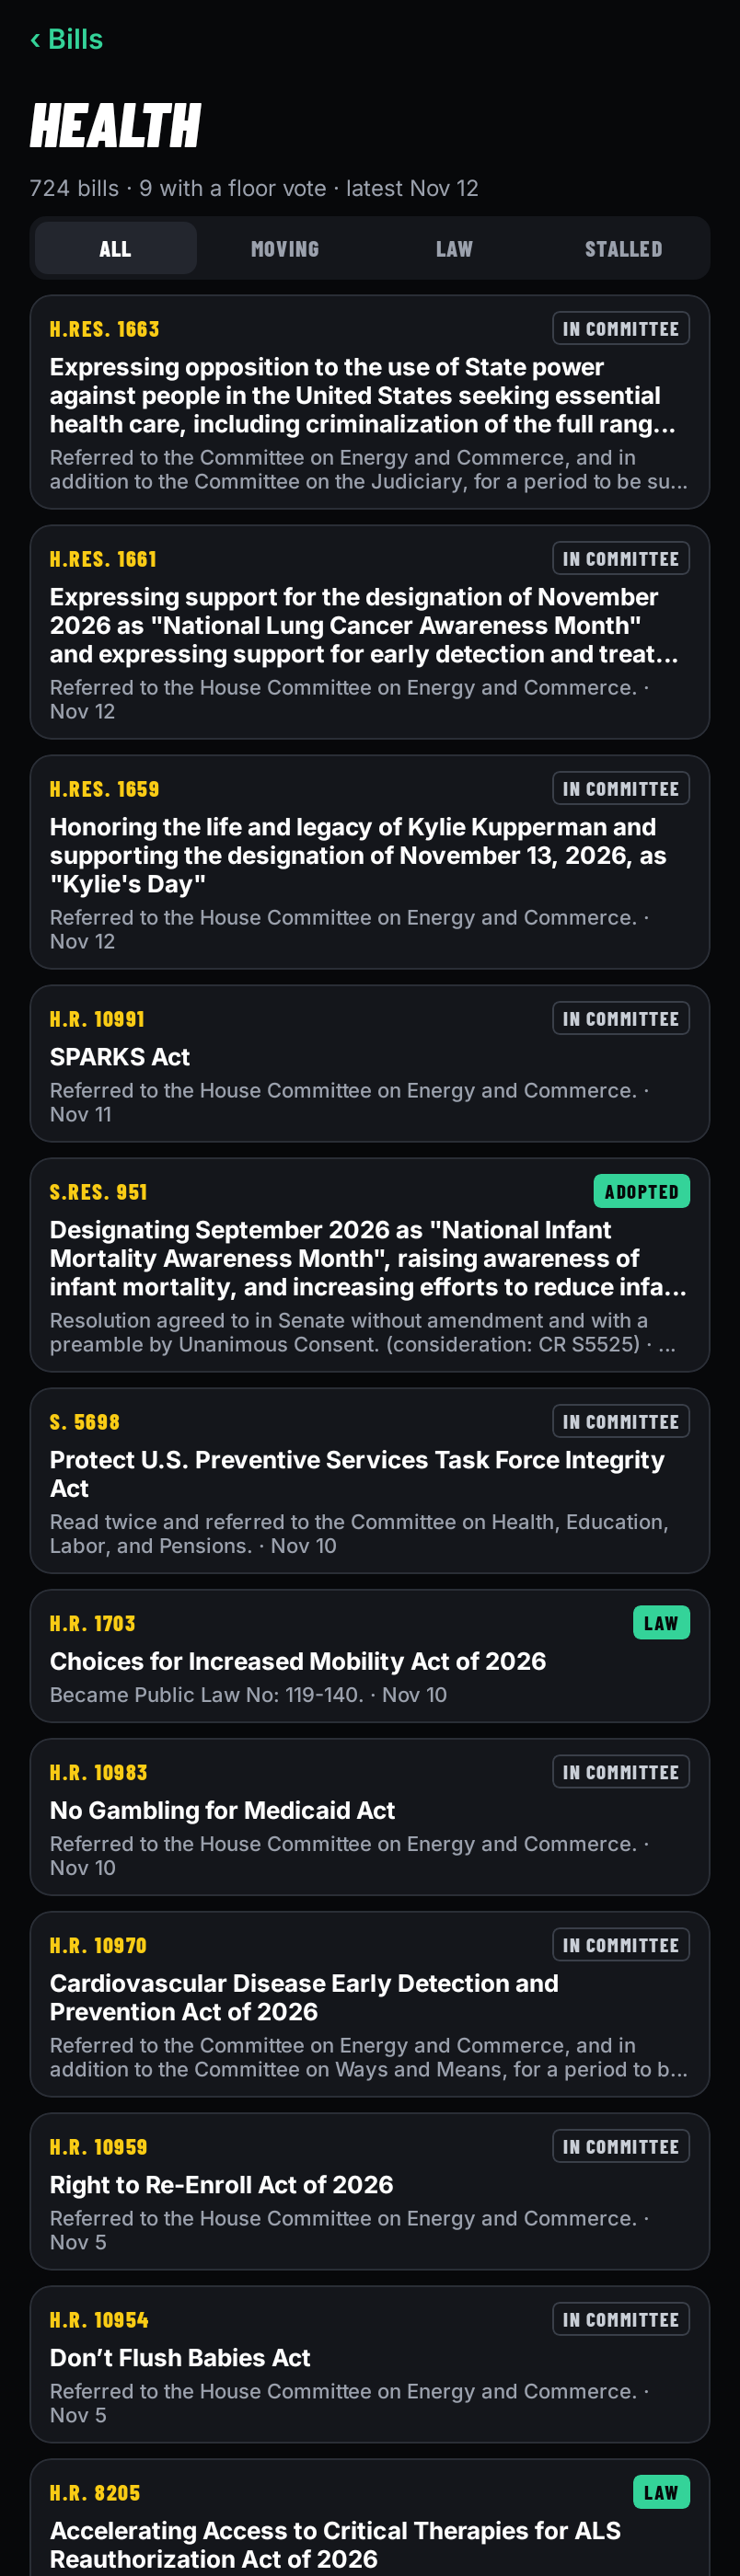 ‹ Bills
HEALTH
724 bills · 9 with a floor vote · latest Nov 12
ALL MOVING LAW STALLED
H.RES. 1663 IN COMMITTEE
Expressing opposition to the use of State power
against people in the United States seeking essential
health care, including criminalization of the full rang...
Referred to the Committee on Energy and Commerce, and in
addition to the Committee on the Judiciary, for a period to be su...
H.RES. 1661 IN COMMITTEE
Expressing support for the designation of November
2026 as "National Lung Cancer Awareness Month"
and expressing support for early detection and treat...
Referred to the House Committee on Energy and Commerce. ·
Nov 12
H.RES. 1659 IN COMMITTEE
Honoring the life and legacy of Kylie Kupperman and
supporting the designation of November 13, 2026, as
"Kylie's Day"
Referred to the House Committee on Energy and Commerce. ·
Nov 12
H.R. 10991 IN COMMITTEE
SPARKS Act
Referred to the House Committee on Energy and Commerce. ·
Nov 11
S.RES. 951 ADOPTED
Designating September 2026 as "National Infant
Mortality Awareness Month", raising awareness of
infant mortality, and increasing efforts to reduce infa...
Resolution agreed to in Senate without amendment and with a
preamble by Unanimous Consent. (consideration: CR S5525) · ...
S. 5698 IN COMMITTEE
Protect U.S. Preventive Services Task Force Integrity
Act
Read twice and referred to the Committee on Health, Education,
Labor, and Pensions. · Nov 10
H.R. 1703 LAW
Choices for Increased Mobility Act of 2026
Became Public Law No: 119-140. · Nov 10
H.R. 10983 IN COMMITTEE
No Gambling for Medicaid Act
Referred to the House Committee on Energy and Commerce. ·
Nov 10
H.R. 10970 IN COMMITTEE
Cardiovascular Disease Early Detection and
Prevention Act of 2026
Referred to the Committee on Energy and Commerce, and in
addition to the Committee on Ways and Means, for a period to b...
H.R. 10959 IN COMMITTEE
Right to Re-Enroll Act of 2026
Referred to the House Committee on Energy and Commerce. ·
Nov 5
H.R. 10954 IN COMMITTEE
Don’t Flush Babies Act
Referred to the House Committee on Energy and Commerce. ·
Nov 5
H.R. 8205 LAW
Accelerating Access to Critical Therapies for ALS
Reauthorization Act of 2026